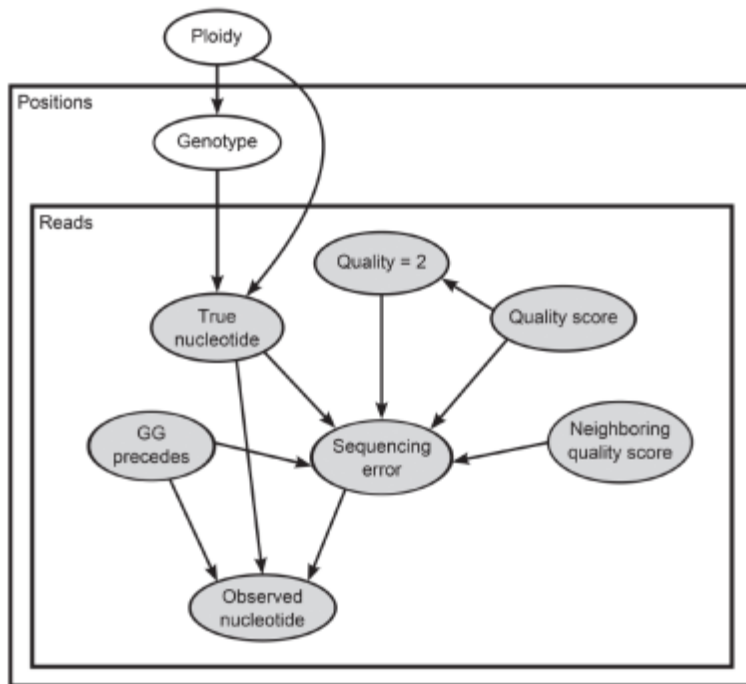 Ploidy
Positions
Genotype
Reads
Quality = 2
True
nucleotide
Quality score
GG
precedes
Sequencing
error
Neighboring
quality score
Observed
nucleotide